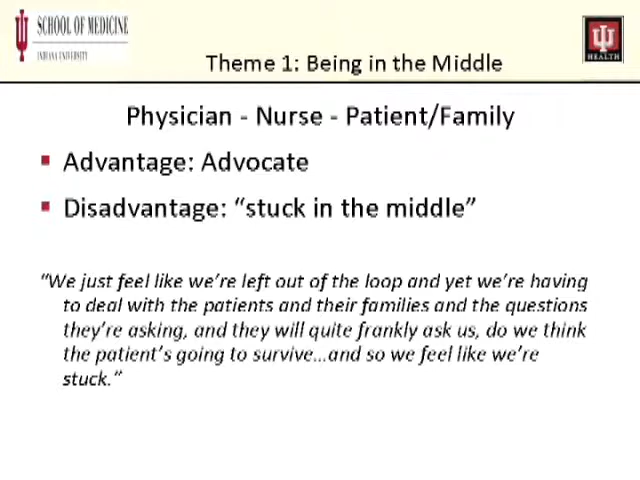 SCHOOL OF MEDICINE
INDIANA UNIVERSITY
HEALTH
Theme 1: Being in the Middle
Physician - Nurse - Patient/Family
Advantage: Advocate
Disadvantage: “stuck in the middle”
“We just feel like we’re left out of the loop and yet we’re having
to deal with the patients and their families and the questions
they’re asking, and they will quite frankly ask us, do we think
the patient’s going to survive…and so we feel like we’re
stuck.”